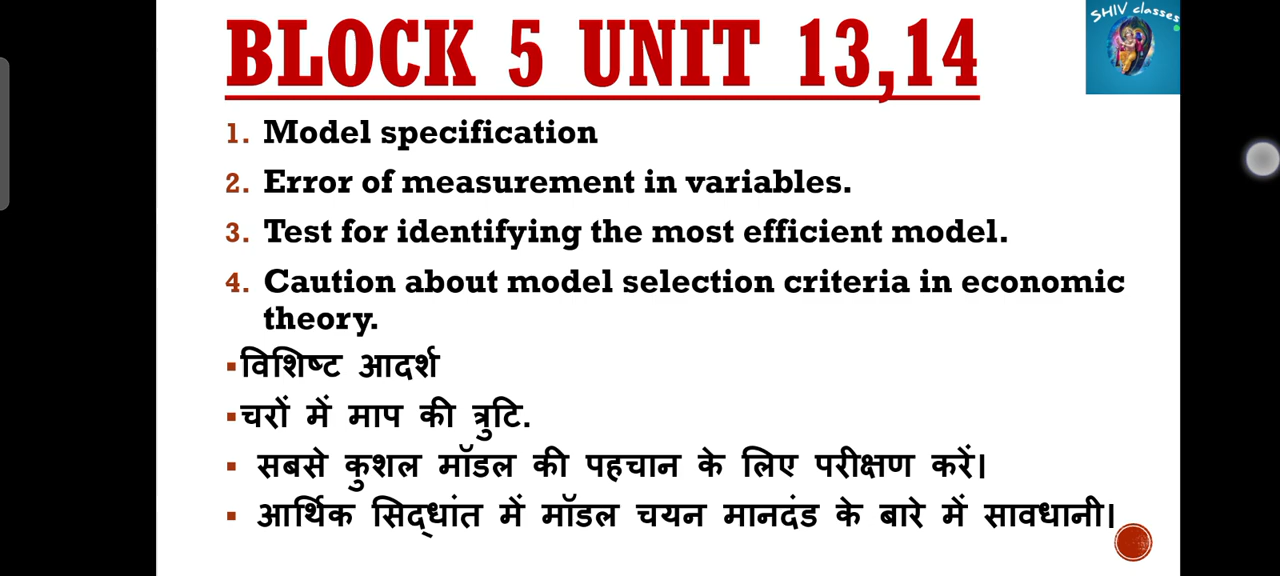 BLOCK 5 UNIT 13,14
SHIV classes
1. Model specification
2. Error of measurement in variables.
3. Test for identifying the most efficient model.
4. Caution about model selection criteria in economic
theory.
▪विशिष्ट आदर्श
▪चरों में माप की त्रुटि.
▪ सबसे कुशल मॉडल की पहचान के लिए परीक्षण करें।
▪ आर्थिक सिद्धांत में मॉडल चयन मानदंड के बारे में सावधानी।